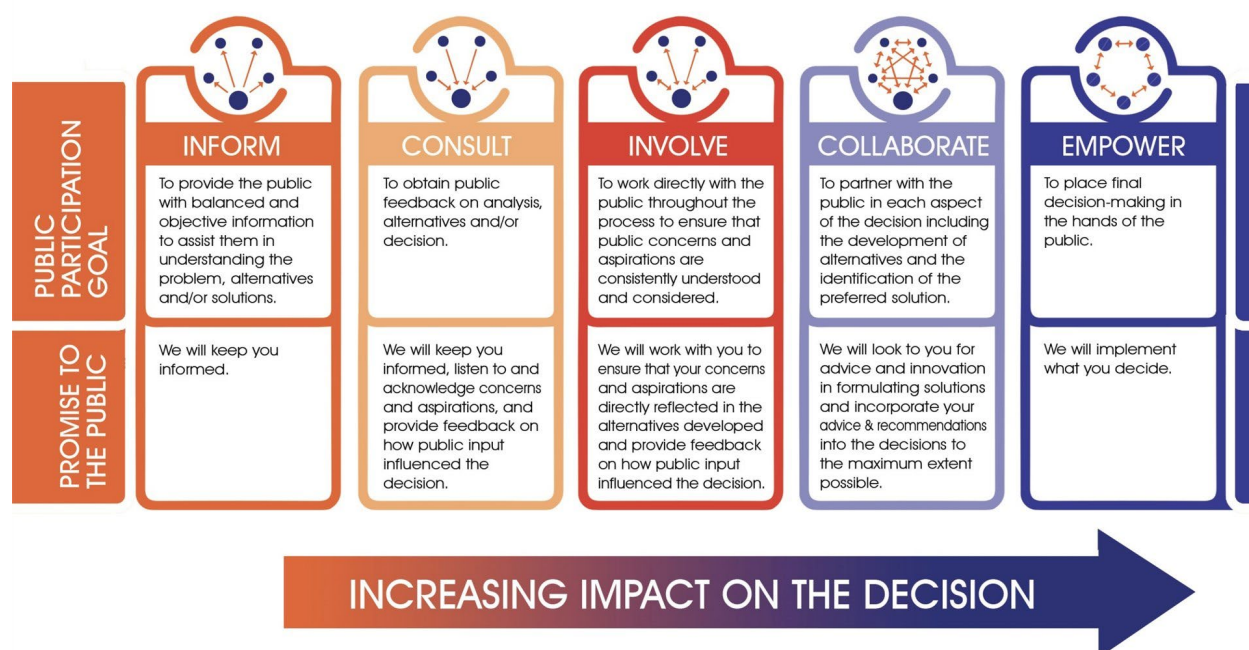 PUBLIC
PARTICIPATION
GOAL
INFORM
To provide the public
with balanced and
objective information
to assist them in
understanding the
problem, alternatives
and/or solutions.
CONSULT
To obtain public
feedback on analysis,
alternatives and/or
decision.
INVOLVE
To work directly with the
public throughout the
process to ensure that
public concerns and
aspirations are
consistently understood
and considered.
COLLABORATE
To partner with the
public in each aspect
of the decision including
the development of
alternatives and the
identification of the
preferred solution.
EMPOWER
To place final
decision-making in
the hands of the
public.
PROMISE TO
THE PUBLIC
We will keep you
informed.
We will keep you
informed, listen to and
acknowledge concerns
and aspirations, and
provide feedback on
how public input
influenced the
decision.
We will work with you to
ensure that your concerns
and aspirations are
directly reflected in the
alternatives developed
and provide feedback
on how public input
influenced the decision.
We will look to you for
advice and innovation
in formulating solutions
and incorporate your
advice & recommendations
into the decisions to
the maximum extent
possible.
We will implement
what you decide.
INCREASING IMPACT ON THE DECISION